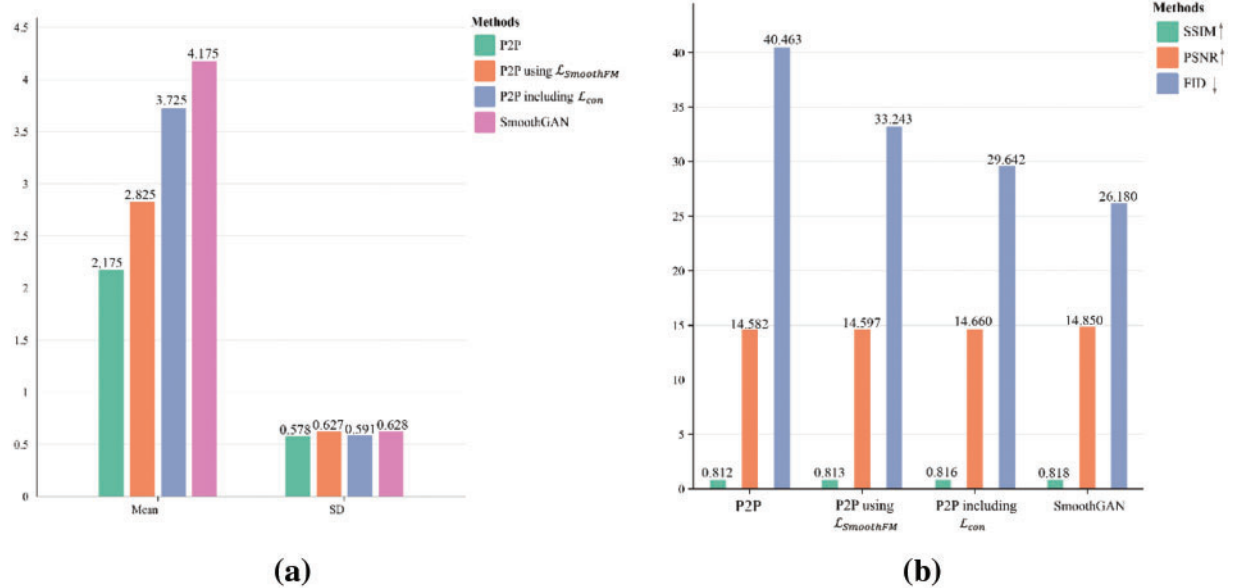 4.5
4
3.5
3
2.5
2
1.5
1
0.5
0
2.175
2.825
3.725
4.175
0.578
0.627
0.591
0.628
Mean
SD
Methods
P2P
P2P using ℒSmoothFM
P2P including ℒcon
SmoothGAN
(a)
40
35
30
25
20
15
10
5
0
0.812
14.582
40.463
0.813
14.597
33.243
0.816
14.660
29.642
0.818
14.850
26.180
P2P
P2P using
ℒSmoothFM
P2P including
ℒcon
SmoothGAN
Methods
SSIM↑
PSNR↑
FID ↓
(b)